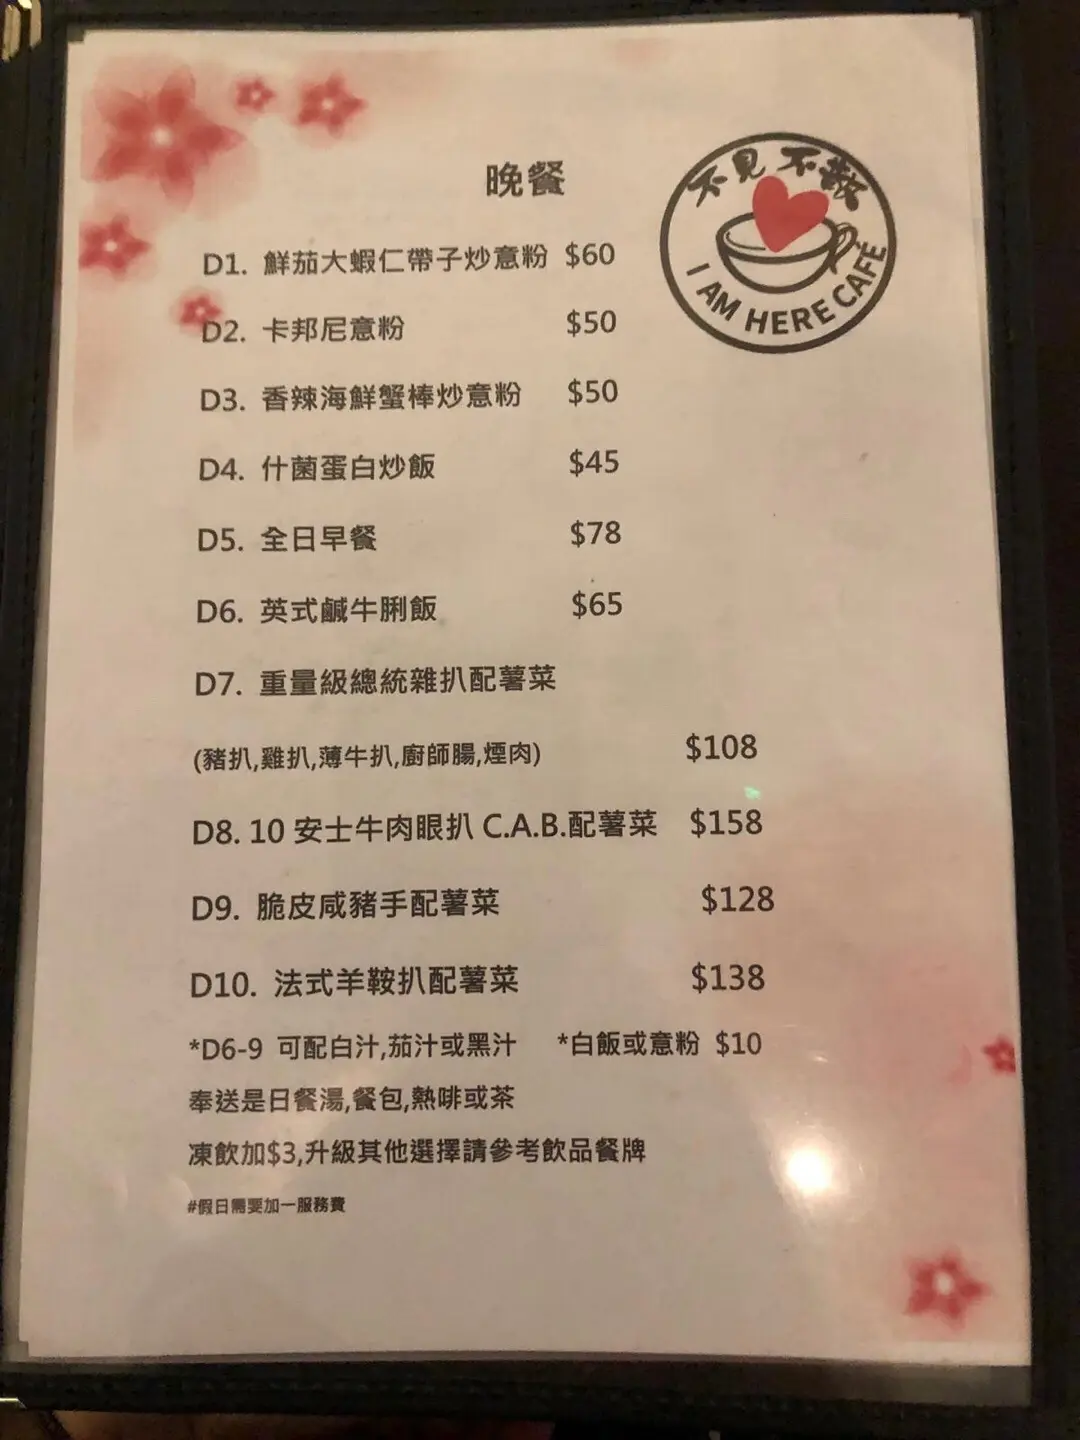 晚餐
不見不散
I AM HERE CAFE
D1. 鮮茄大蝦仁帶子炒意粉 $60
D2. 卡邦尼意粉 $50
D3. 香辣海鮮蟹棒炒意粉 $50
D4. 什菌蛋白炒飯 $45
D5. 全日早餐 $78
D6. 英式鹹牛脷飯 $65
D7. 重量級總統雜扒配薯菜
(豬扒,雞扒,薄牛扒,廚師腸,煙肉) $108
D8. 10 安士牛肉眼扒 C.A.B.配薯菜 $158
D9. 脆皮咸豬手配薯菜 $128
D10. 法式羊鞍扒配薯菜 $138
*D6-9 可配白汁,茄汁或黑汁 *白飯或意粉 $10
奉送是日餐湯,餐包,熱啡或茶
凍飲加$3,升級其他選擇請參考飲品餐牌
#假日需要加一服務費